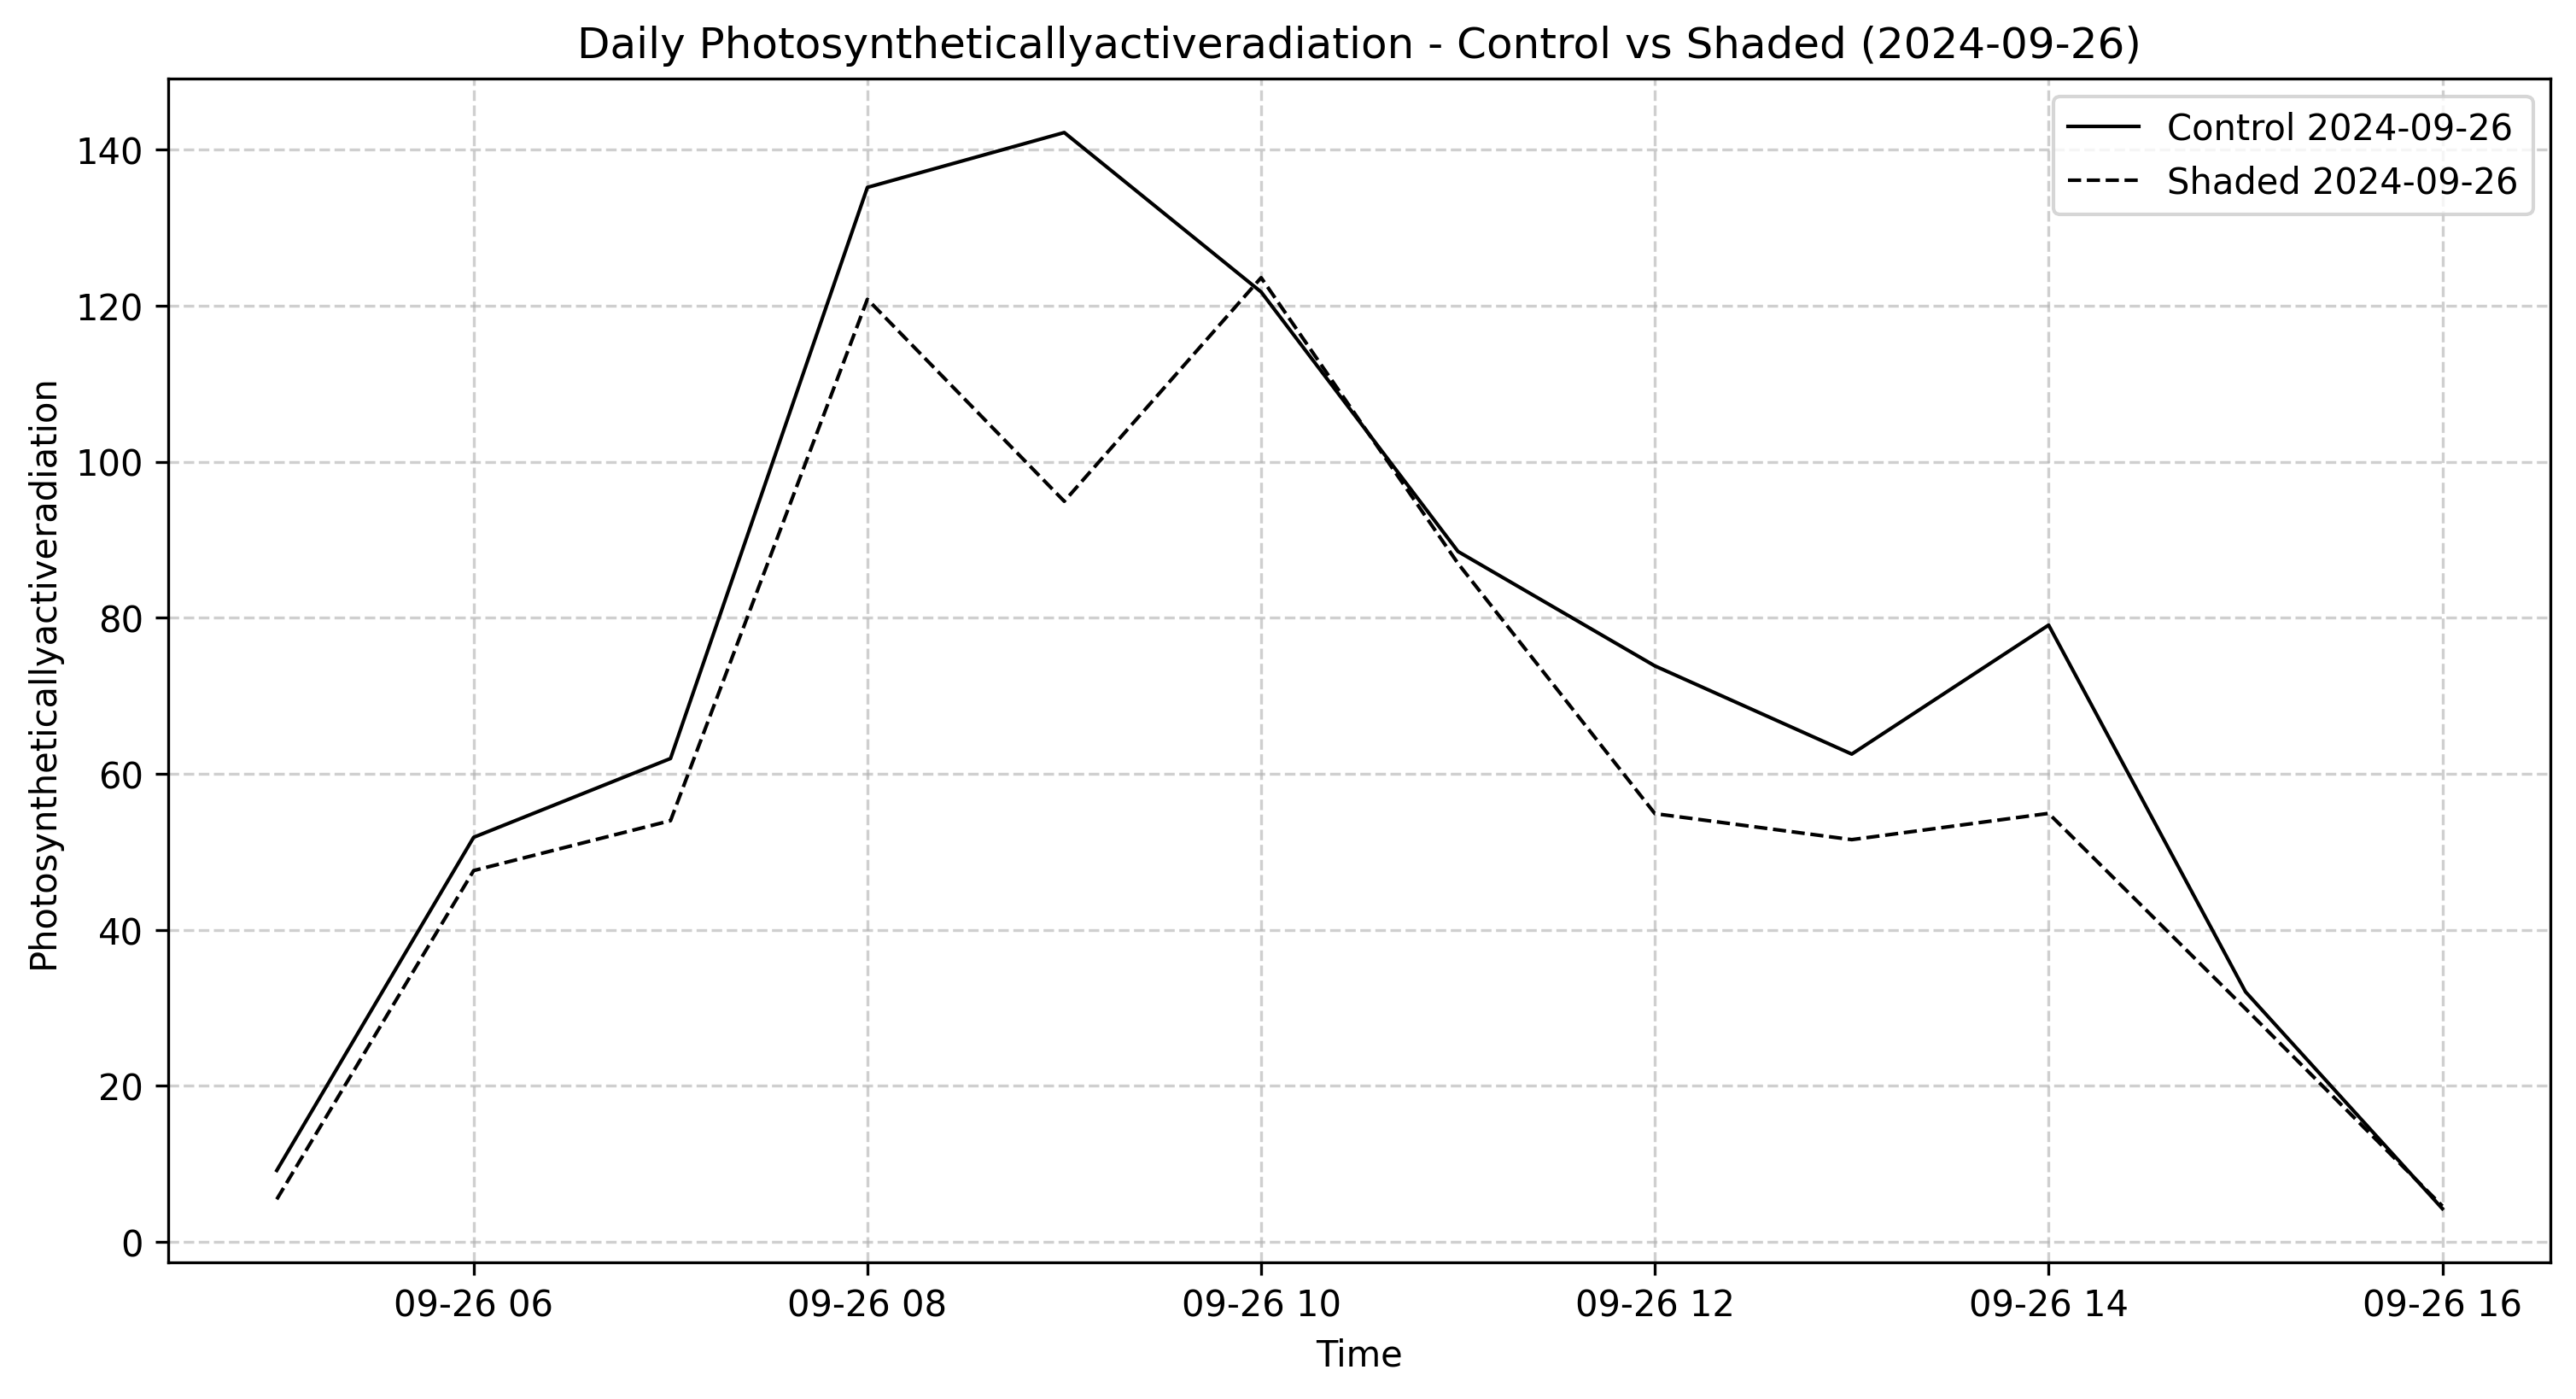 Daily Photosyntheticallyactiveradiation - Control vs Shaded (2024-09-26)
Control 2024-09-26
Shaded 2024-09-26
Photosyntheticallyactiveradiation
140
120
100
80
60
40
20
0
09-26 06
09-26 08
09-26 10
09-26 12
09-26 14
09-26 16
Time